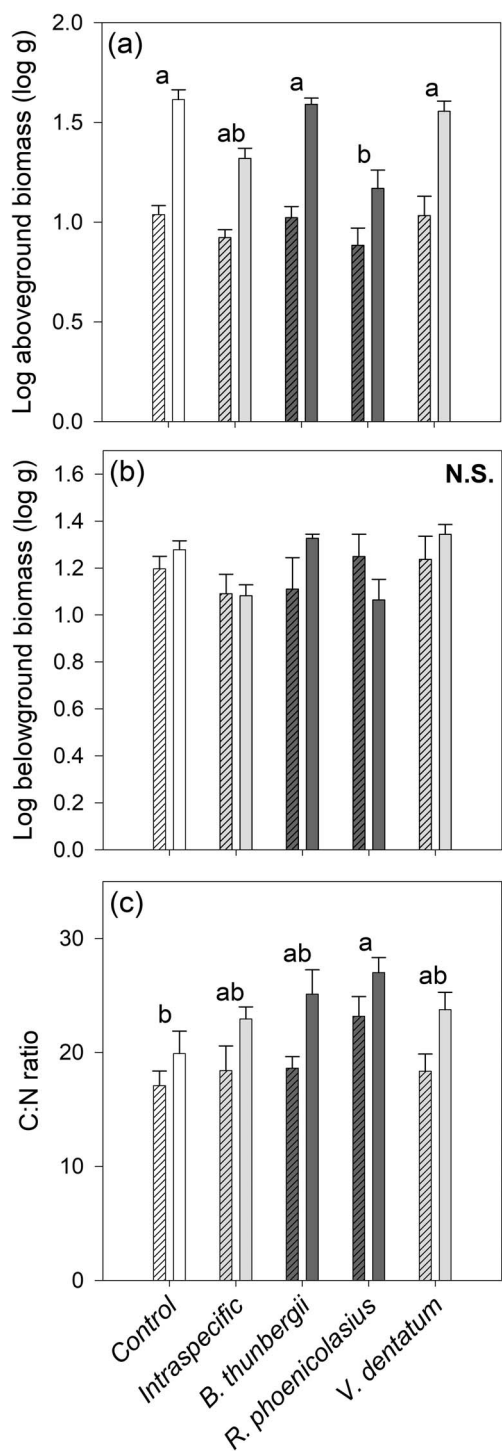 (a)
Log aboveground biomass (log g)
2.0
1.5
1.0
0.5
0.0
a
ab
a
b
a
(b)
N.S.
Log belowground biomass (log g)
1.6
1.4
1.2
1.0
0.8
0.6
0.4
0.2
0.0
(c)
C:N ratio
30
20
10
0
b
ab
ab
a
ab
Control
Intraspecific
B. thunbergii
R. phoenicolasius
V. dentatum